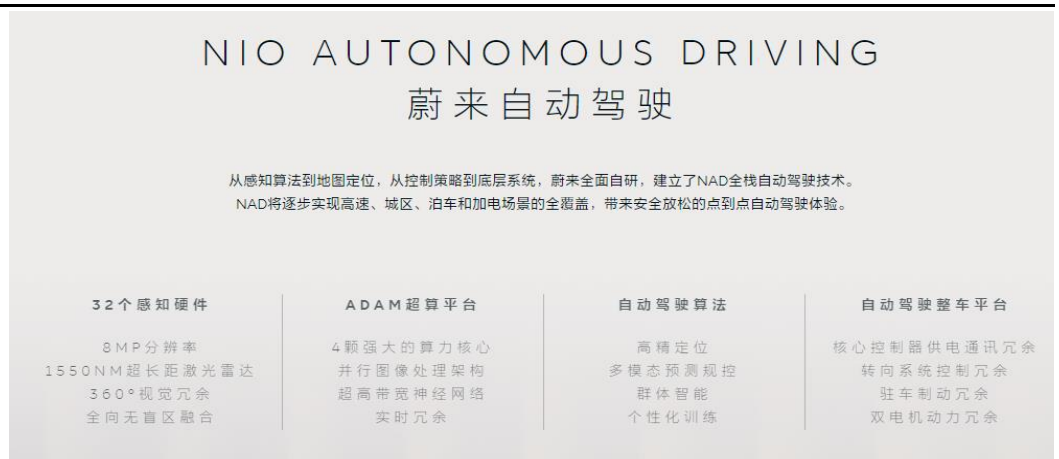 NIO AUTONOMOUS DRIVING
蔚来自动驾驶
从感知算法到地图定位，从控制策略到底层系统，蔚来全面自研，建立了NAD全栈自动驾驶技术。
NAD将逐步实现高速、城区、泊车和加电场景的全覆盖，带来安全放松的点到点自动驾驶体验。
32个感知硬件
8MP分辨率
1550NM超长距激光雷达
360°视觉冗余
全向无盲区融合
ADAM超算平台
4颗强大的算力核心
并行图像处理架构
超高带宽神经网络
实时冗余
自动驾驶算法
高精定位
多模态预测规控
群体智能
个性化训练
自动驾驶整车平台
核心控制器供电通讯冗余
转向系统控制冗余
驻车制动冗余
双电机动力冗余